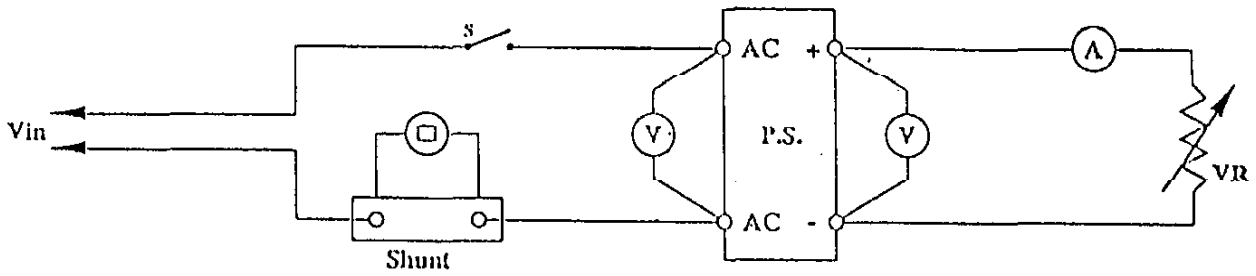 S
AC +
A
Vin
V
P.S.
V
VR
AC -
Shunt